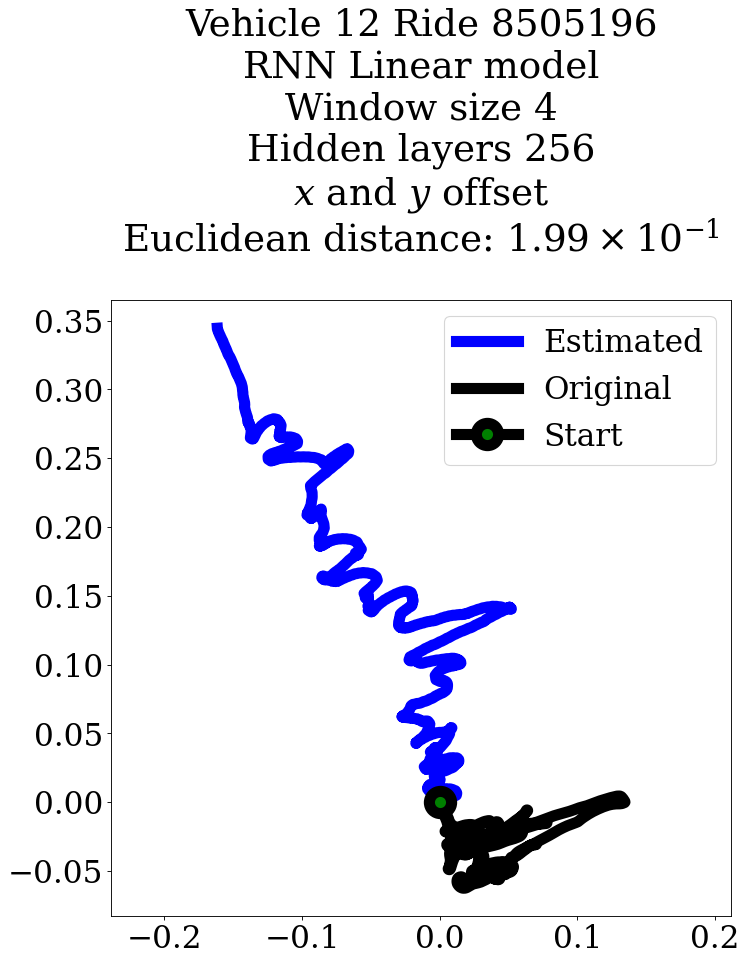 Vehicle 12 Ride 8505196
RNN Linear model
Window size 4
Hidden layers 256
x and y offset
Euclidean distance: 1.99 × 10⁻¹
Estimated
Original
Start
0.35
0.30
0.25
0.20
0.15
0.10
0.05
0.00
−0.05
−0.2 −0.1 0.0 0.1 0.2